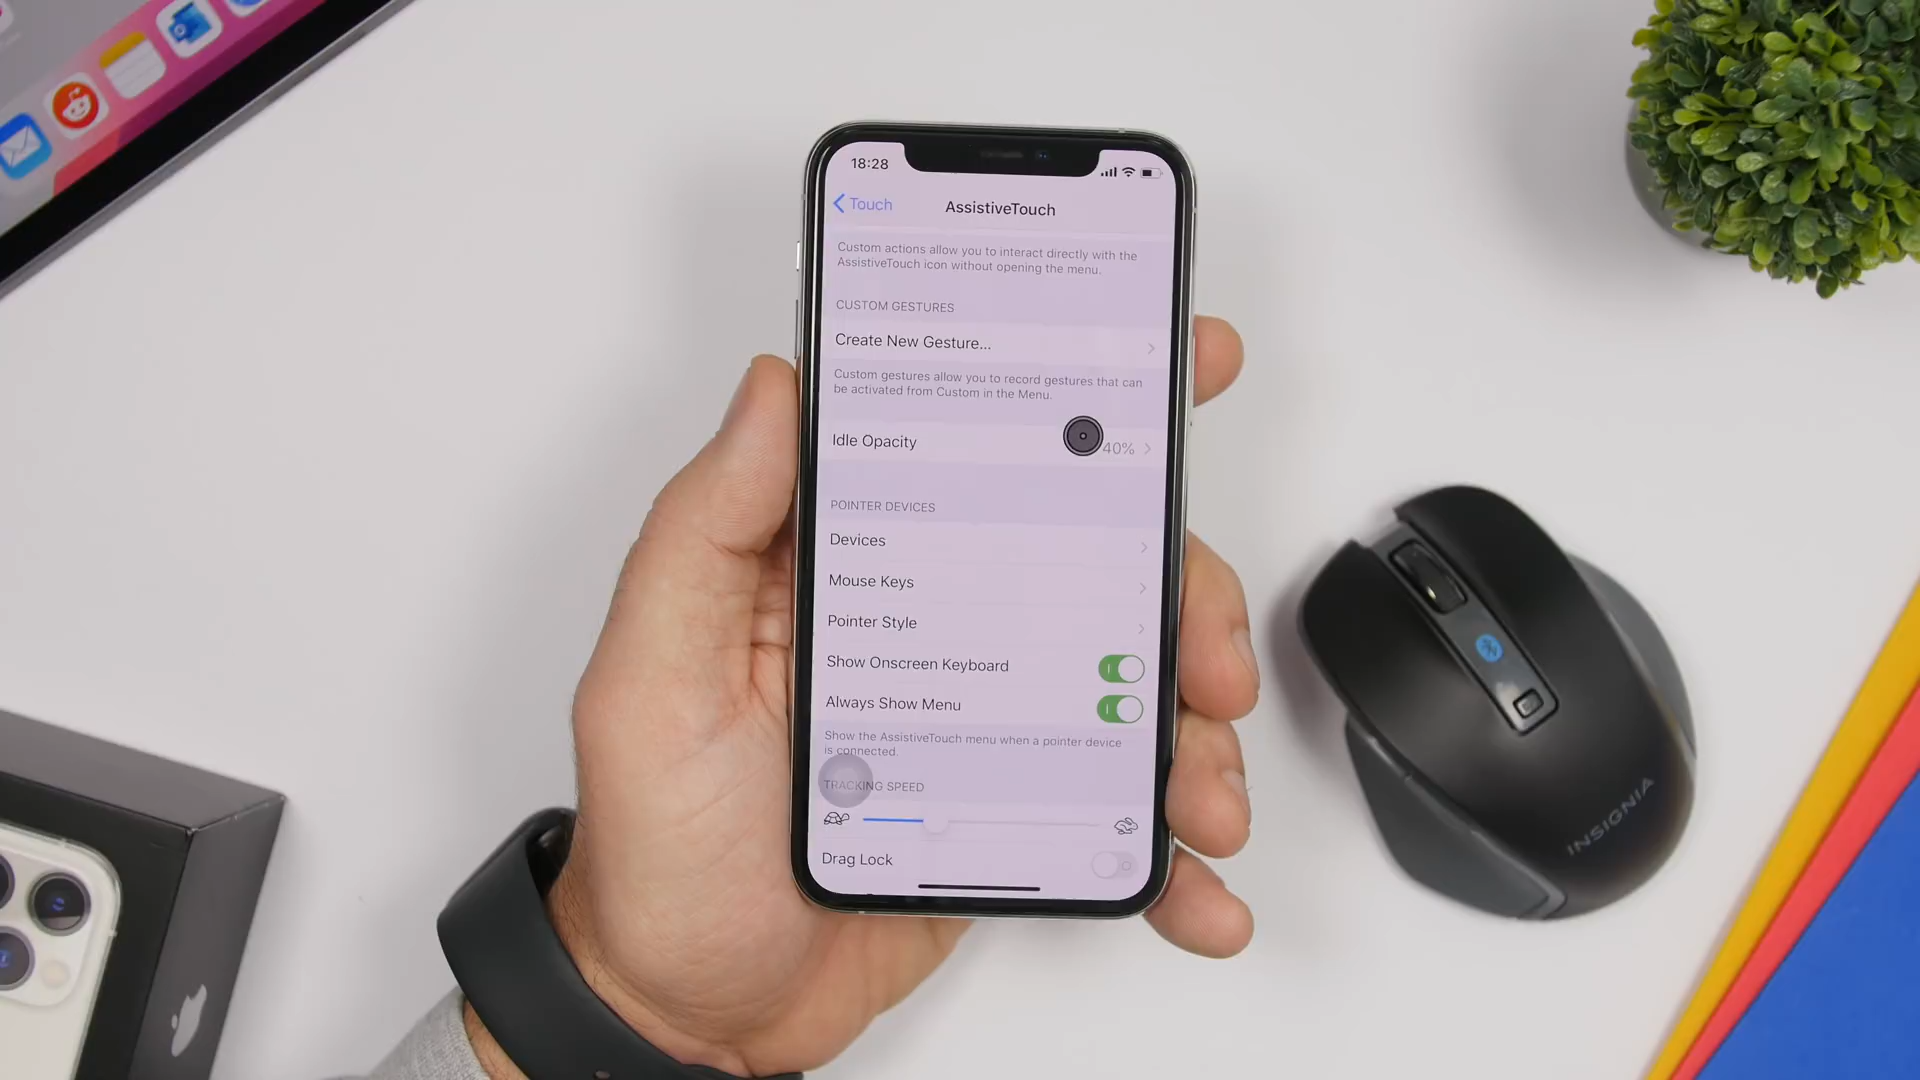 18:28
Touch
AssistiveTouch
Custom actions allow you to interact directly with the
AssistiveTouch icon without opening the menu.
CUSTOM GESTURES
Create New Gesture...
Custom gestures allow you to record gestures that can
be activated from Custom in the Menu.
Idle Opacity
40%
POINTER DEVICES
Devices
Mouse Keys
Pointer Style
Show Onscreen Keyboard
Always Show Menu
Show the AssistiveTouch menu when a pointer device
is connected.
TRACKING SPEED
Drag Lock
INSIGNIA